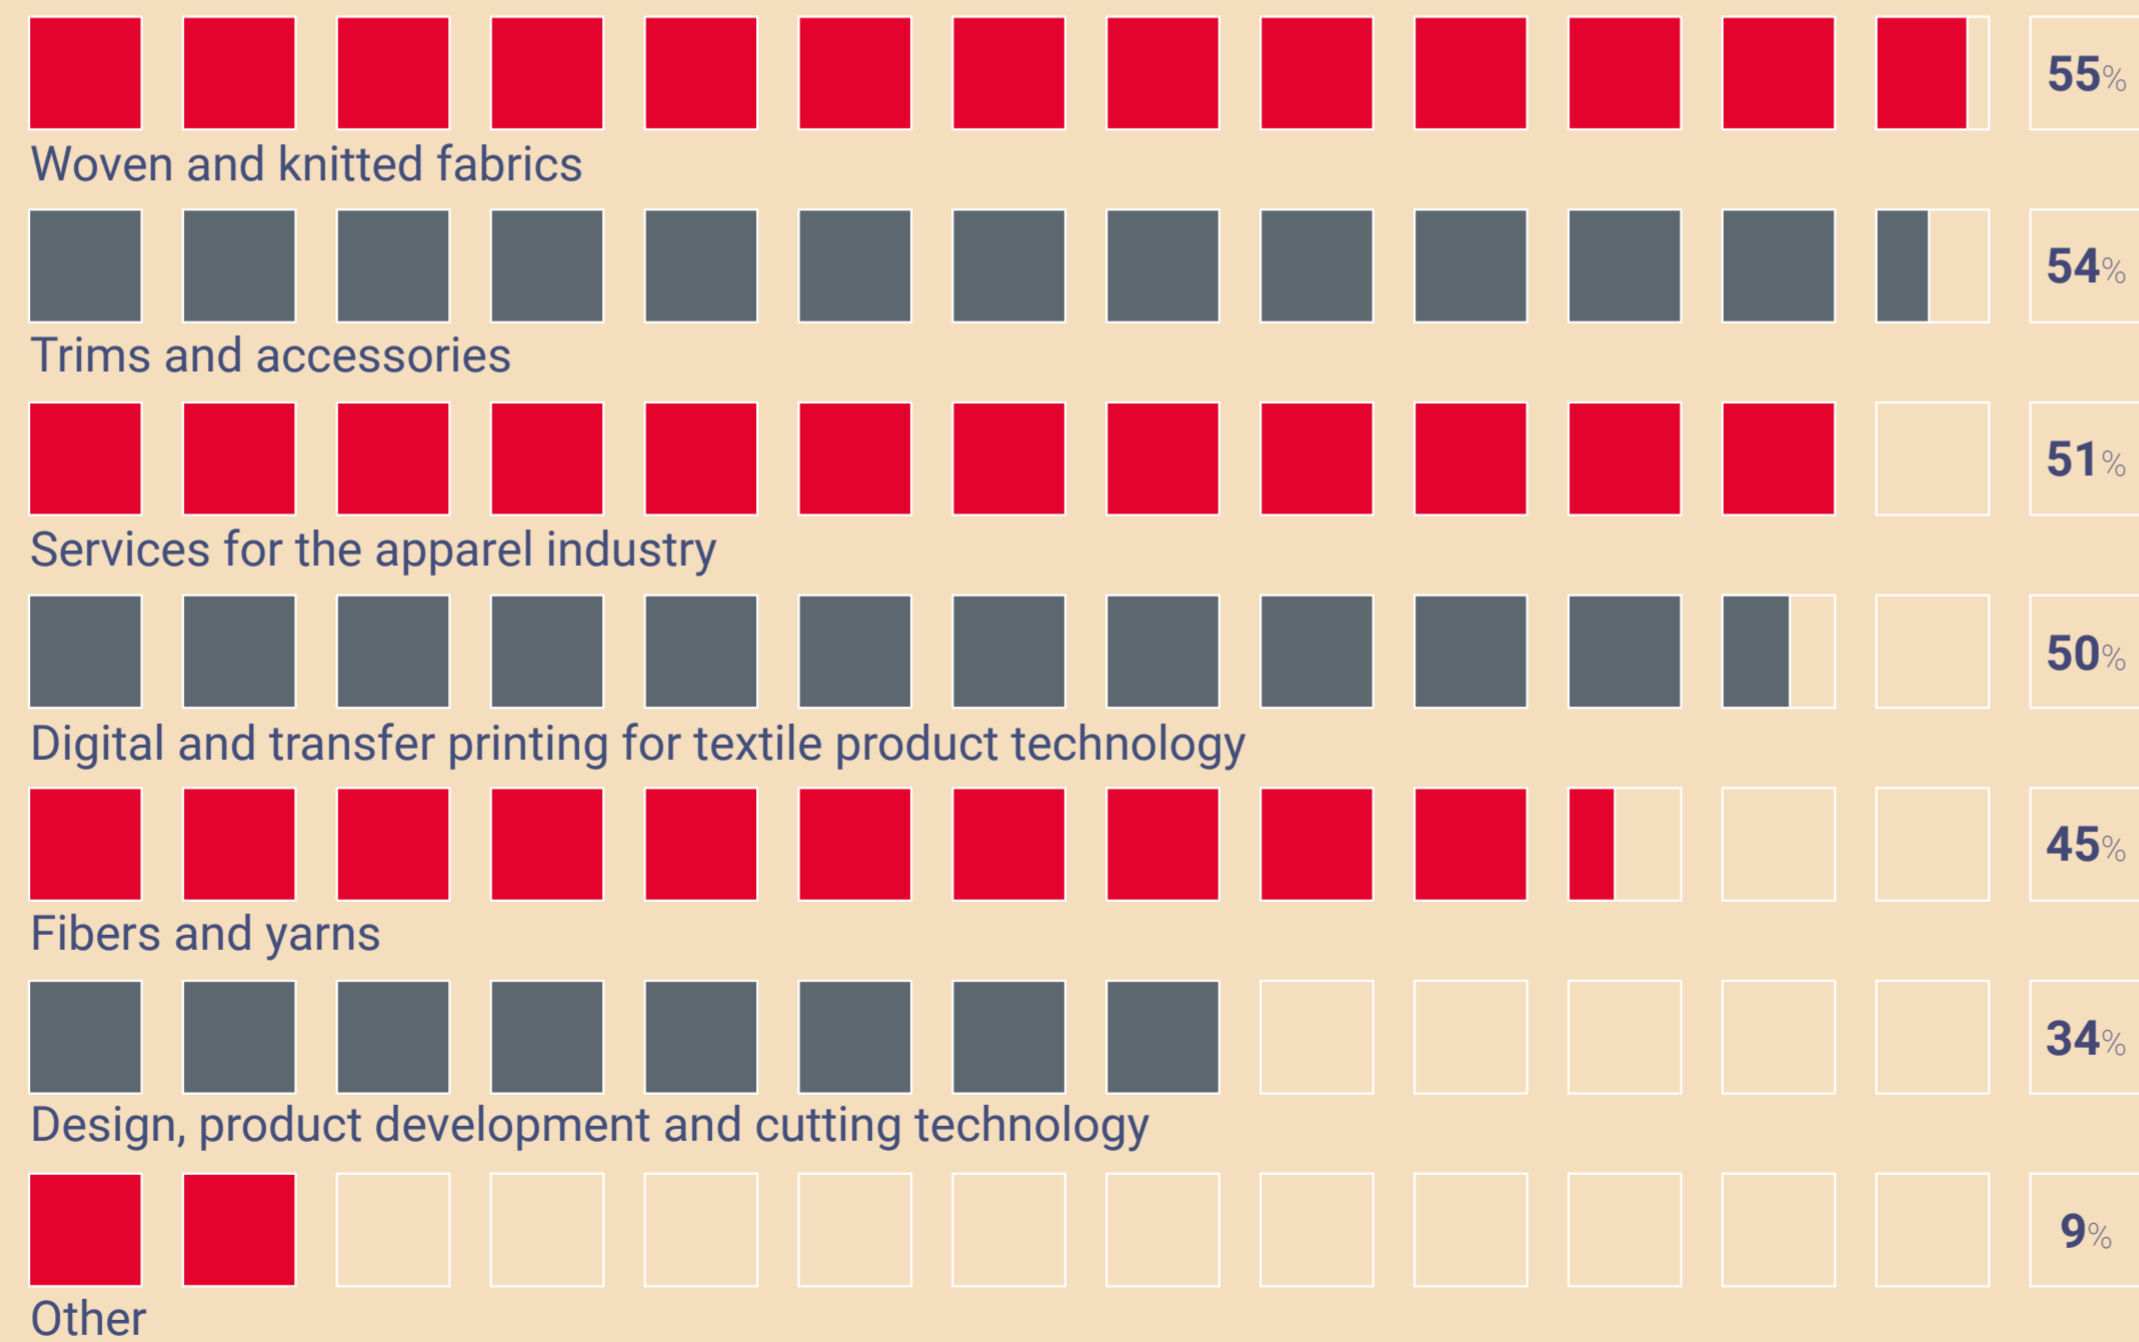 55%
Woven and knitted fabrics
54%
Trims and accessories
51%
Services for the apparel industry
50%
Digital and transfer printing for textile product technology
45%
Fibers and yarns
34%
Design, product development and cutting technology
9%
Other